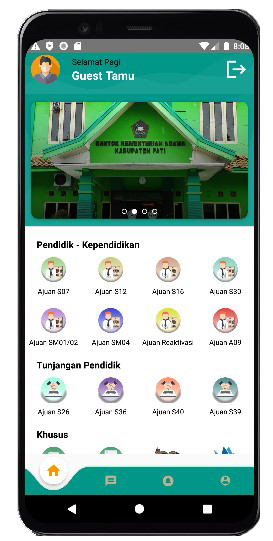 8:08
Selamat Pagi
Guest Tamu
KANTOR KEMENTERIAN AGAMA
KABUPATEN PATI
Pendidik - Kependidikan
Ajuan S07
Ajuan S12
Ajuan S16
Ajuan S30
Ajuan SM01/02
Ajuan SM04
Ajuan Reaktivasi
Ajuan A09
Tunjangan Pendidik
Ajuan S26
Ajuan S36
Ajuan S40
Ajuan S39
Khusus